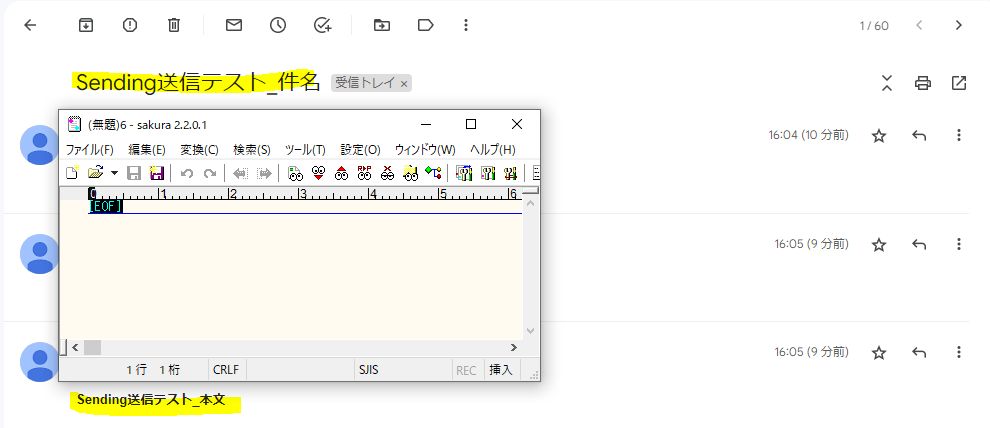 1 / 60
Sending送信テスト_件名 受信トレイ ×
(無題)6 - sakura 2.2.0.1
16:04 (10 分前)
ファイル(F) 編集(E) 変換(C) 検索(S) ツール(T) 設定(O) ウィンドウ(W) ヘルプ(H)
0 1 2 3 4 5 6
[EOF]
16:05 (9 分前)
16:05 (9 分前)
1 行 1 桁 CRLF SJIS REC 挿入
Sending送信テスト_本文